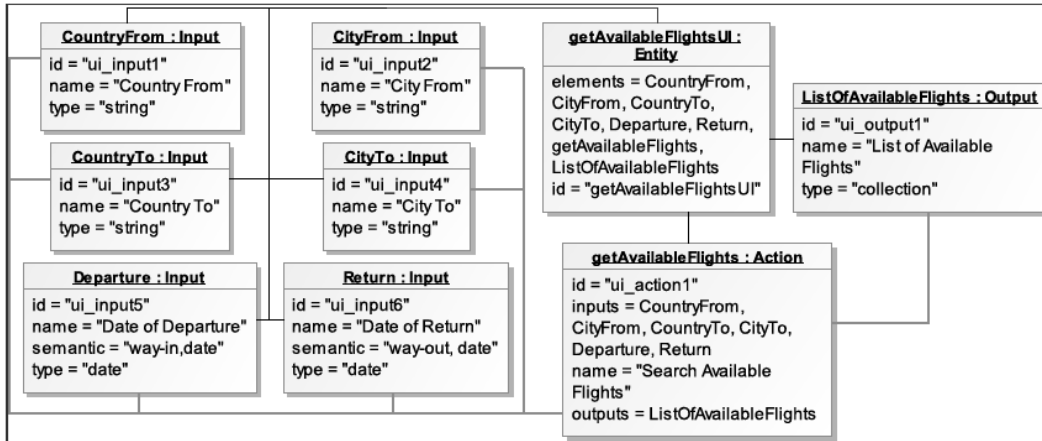 CountryFrom : Input
id = "ui_input1"
name = "Country From"
type = "string"
CityFrom : Input
id = "ui_input2"
name = "City From"
type = "string"
getAvailableFlightsUI :
Entity
elements = CountryFrom,
CityFrom, CountryTo,
CityTo, Departure, Return,
getAvailableFlights,
ListOfAvailableFlights
id = "getAvailableFlightsUI"
ListOfAvailableFlights : Output
id = "ui_output1"
name = "List of Available
Flights"
type = "collection"
CountryTo : Input
id = "ui_input3"
name = "Country To"
type = "string"
CityTo : Input
id = "ui_input4"
name = "City To"
type = "string"
Departure : Input
id = "ui_input5"
name = "Date of Departure"
semantic = "way-in,date"
type = "date"
Return : Input
id = "ui_input6"
name = "Date of Return"
semantic = "way-out, date"
type = "date"
getAvailableFlights : Action
id = "ui_action1"
inputs = CountryFrom,
CityFrom, CountryTo, CityTo,
Departure, Return
name = "Search Available
Flights"
outputs = ListOfAvailableFlights